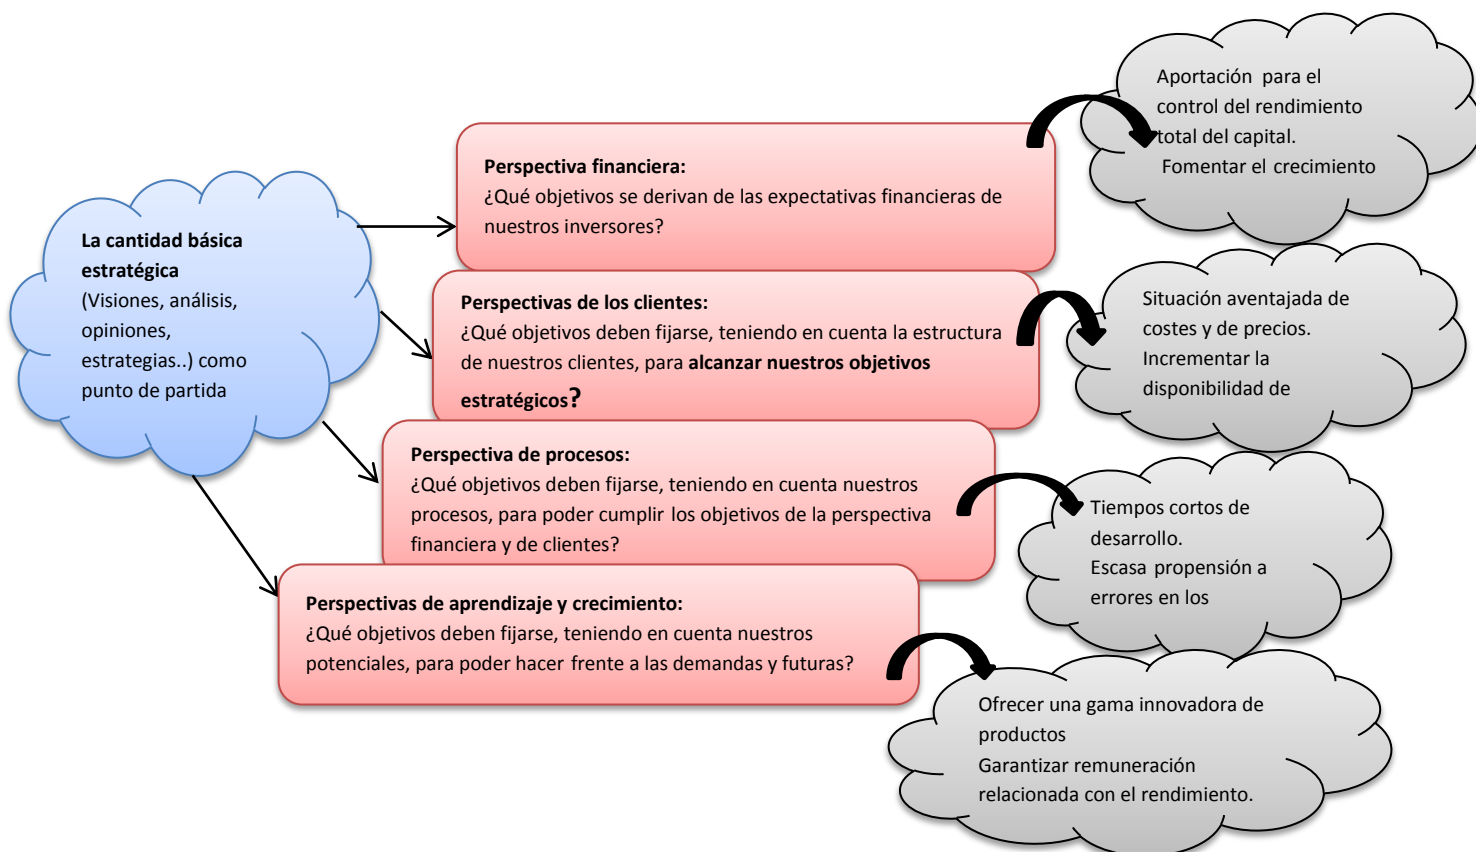 La cantidad básica
estratégica
(Visiones, análisis,
opiniones,
estrategias..) como
punto de partida
Perspectiva financiera:
¿Qué objetivos se derivan de las expectativas financieras de
nuestros inversores?
Perspectivas de los clientes:
¿Qué objetivos deben fijarse, teniendo en cuenta la estructura
de nuestros clientes, para alcanzar nuestros objetivos
estratégicos?
Perspectiva de procesos:
¿Qué objetivos deben fijarse, teniendo en cuenta nuestros
procesos, para poder cumplir los objetivos de la perspectiva
financiera y de clientes?
Perspectivas de aprendizaje y crecimiento:
¿Qué objetivos deben fijarse, teniendo en cuenta nuestros
potenciales, para poder hacer frente a las demandas y futuras?
Aportación para el
control del rendimiento
total del capital.
Fomentar el crecimiento
Situación aventajada de
costes y de precios.
Incrementar la
disponibilidad de
Tiempos cortos de
desarrollo.
Escasa propensión a
errores en los
Ofrecer una gama innovadora de
productos
Garantizar remuneración
relacionada con el rendimiento.